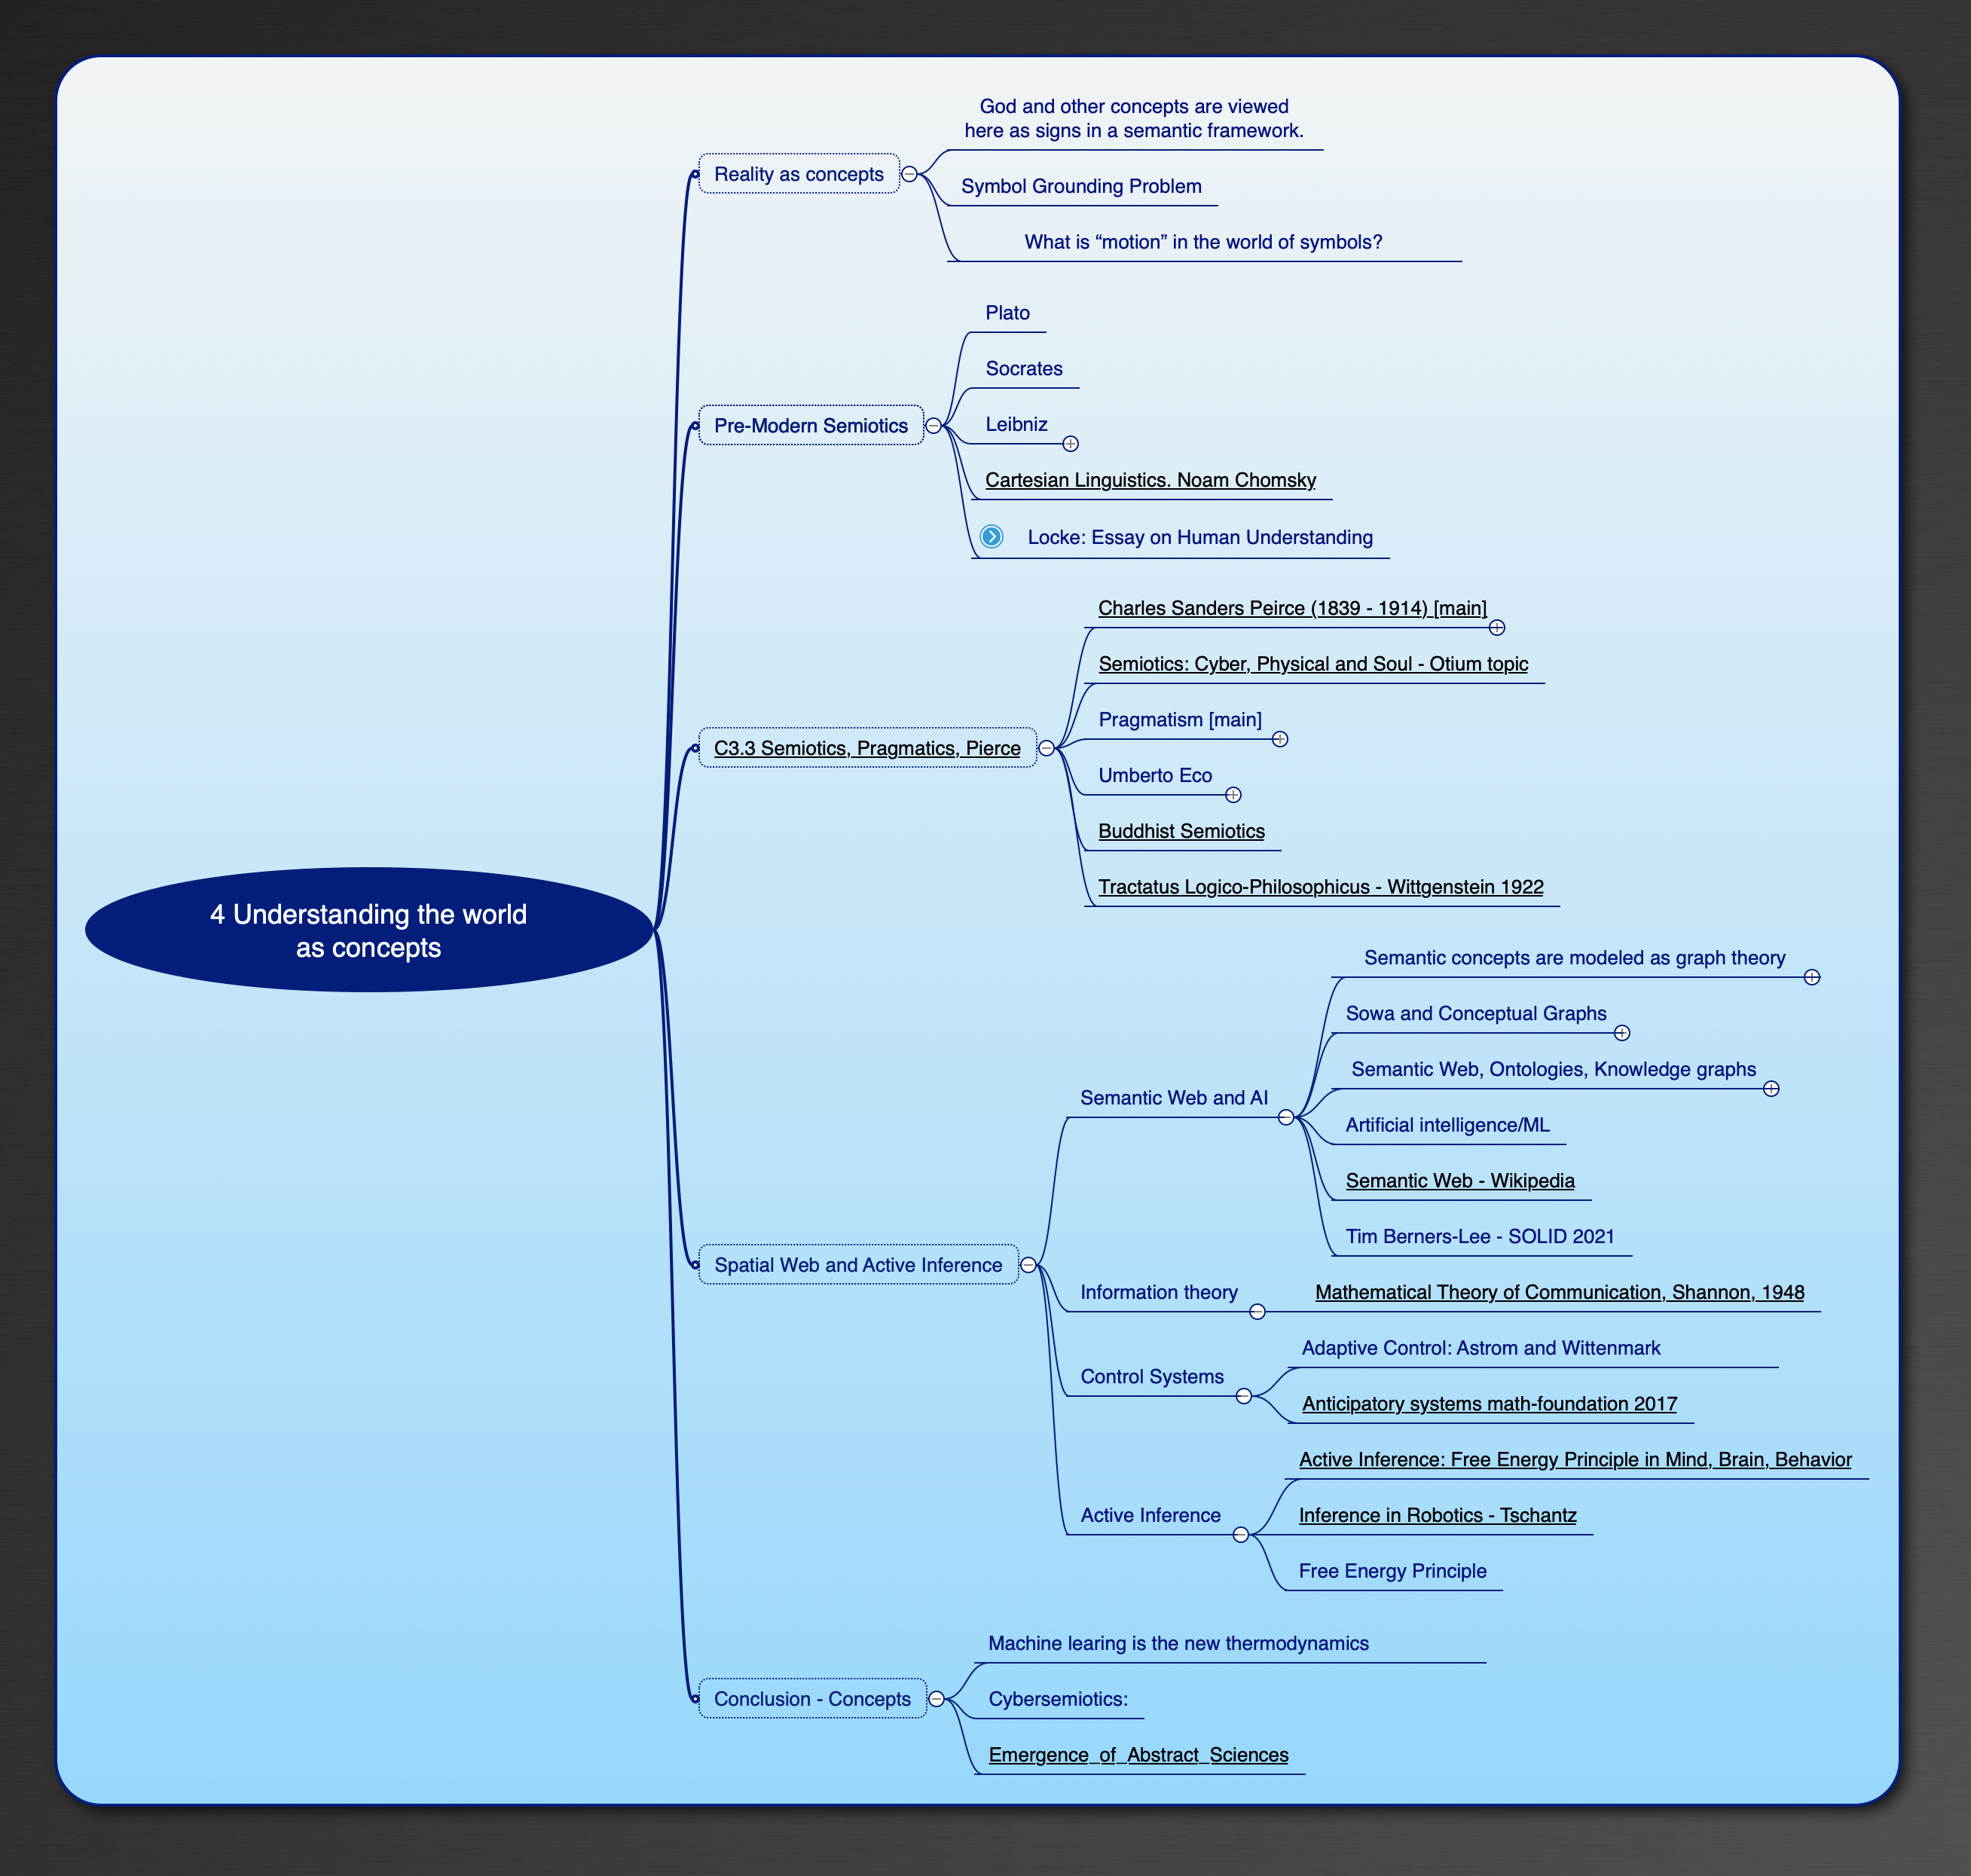 God and other concepts are viewed
here as signs in a semantic framework.
Reality as concepts
Symbol Grounding Problem
What is “motion” in the world of symbols?
Plato
Socrates
Leibniz
Pre-Modern Semiotics
Cartesian Linguistics. Noam Chomsky
Locke: Essay on Human Understanding
Charles Sanders Peirce (1839 - 1914) [main]
Semiotics: Cyber, Physical and Soul - Otium topic
Pragmatism [main]
C3.3 Semiotics, Pragmatics, Pierce
Umberto Eco
Buddhist Semiotics
Tractatus Logico-Philosophicus - Wittgenstein 1922
4 Understanding the world
as concepts
Semantic concepts are modeled as graph theory
Sowa and Conceptual Graphs
Semantic Web, Ontologies, Knowledge graphs
Semantic Web and AI
Artificial intelligence/ML
Semantic Web - Wikipedia
Tim Berners-Lee - SOLID 2021
Spatial Web and Active Inference
Information theory
Mathematical Theory of Communication, Shannon, 1948
Adaptive Control: Astrom and Wittenmark
Control Systems
Anticipatory systems math-foundation 2017
Active Inference: Free Energy Principle in Mind, Brain, Behavior
Active Inference
Inference in Robotics - Tschantz
Free Energy Principle
Machine learing is the new thermodynamics
Conclusion - Concepts
Cybersemiotics:
Emergence_of_Abstract_Sciences